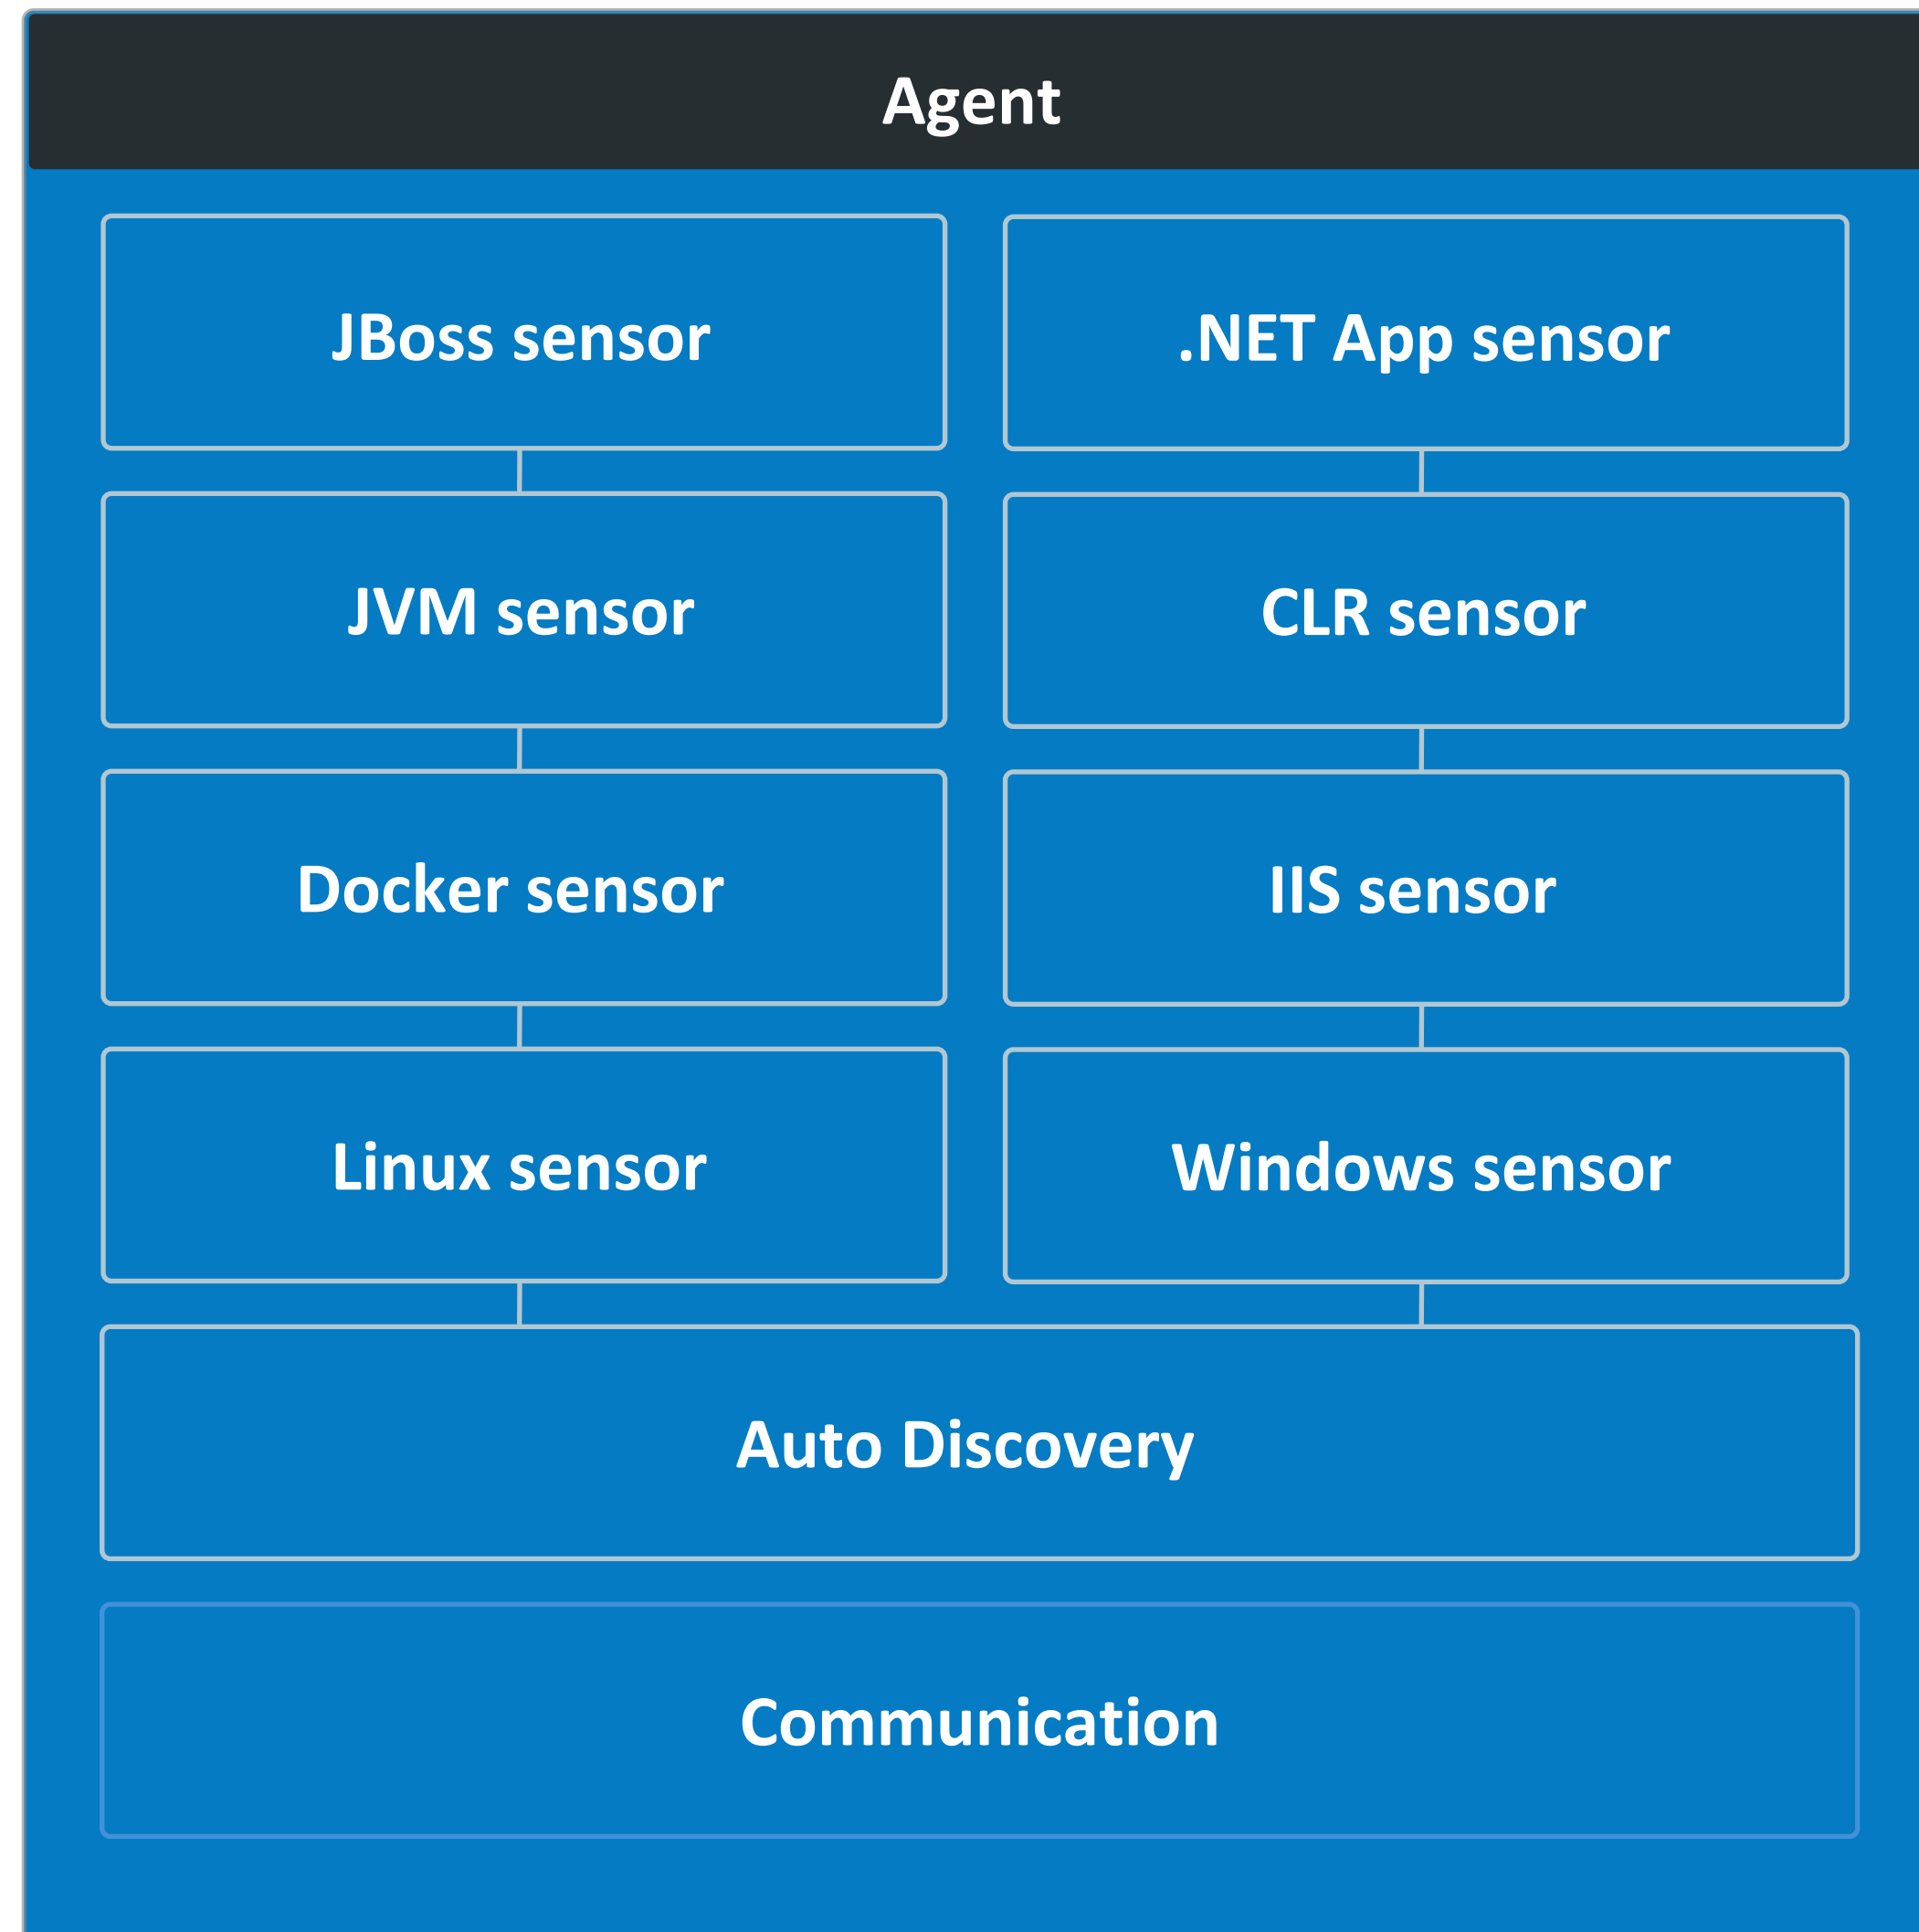 Agent
JBoss sensor
.NET App sensor
JVM sensor
CLR sensor
Docker sensor
IIS sensor
Linux sensor
Windows sensor
Auto Discovery
Communication